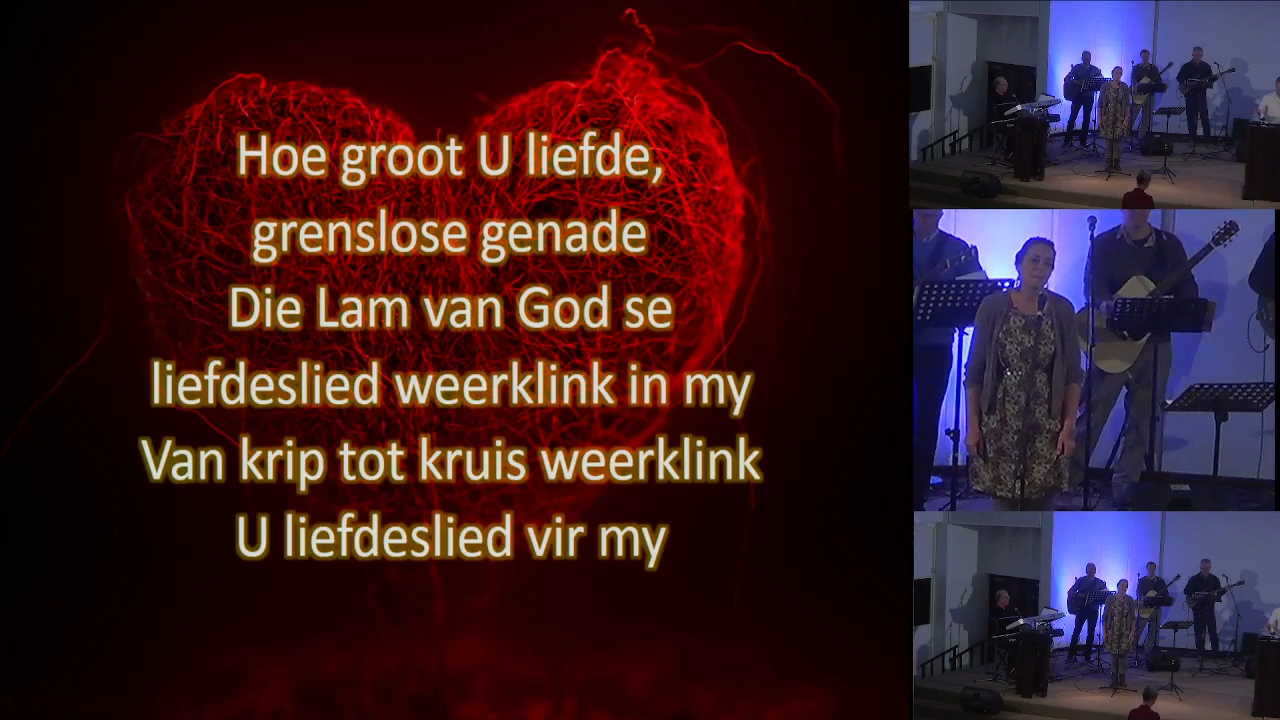 Hoe groot U liefde,
grenslose genade
Die Lam van God se
liefdeslied weerklink in my
Van krip tot kruis weerklink
U liefdeslied vir my